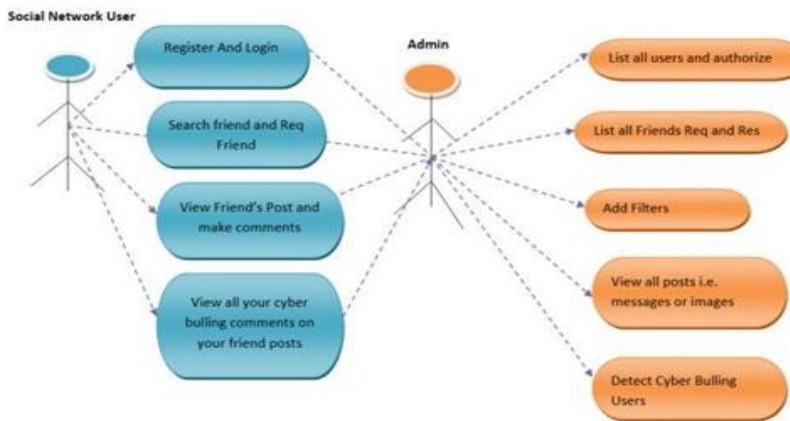 Social Network User
Register And Login
Search friend and Req
Friend
View Friend's Post and
make comments
View all your cyber
bulling comments on
your friend posts
Admin
List all users and authorize
List all Friends Req and Res
Add Filters
View all posts i.e.
messages or images
Detect Cyber Bulling
Users